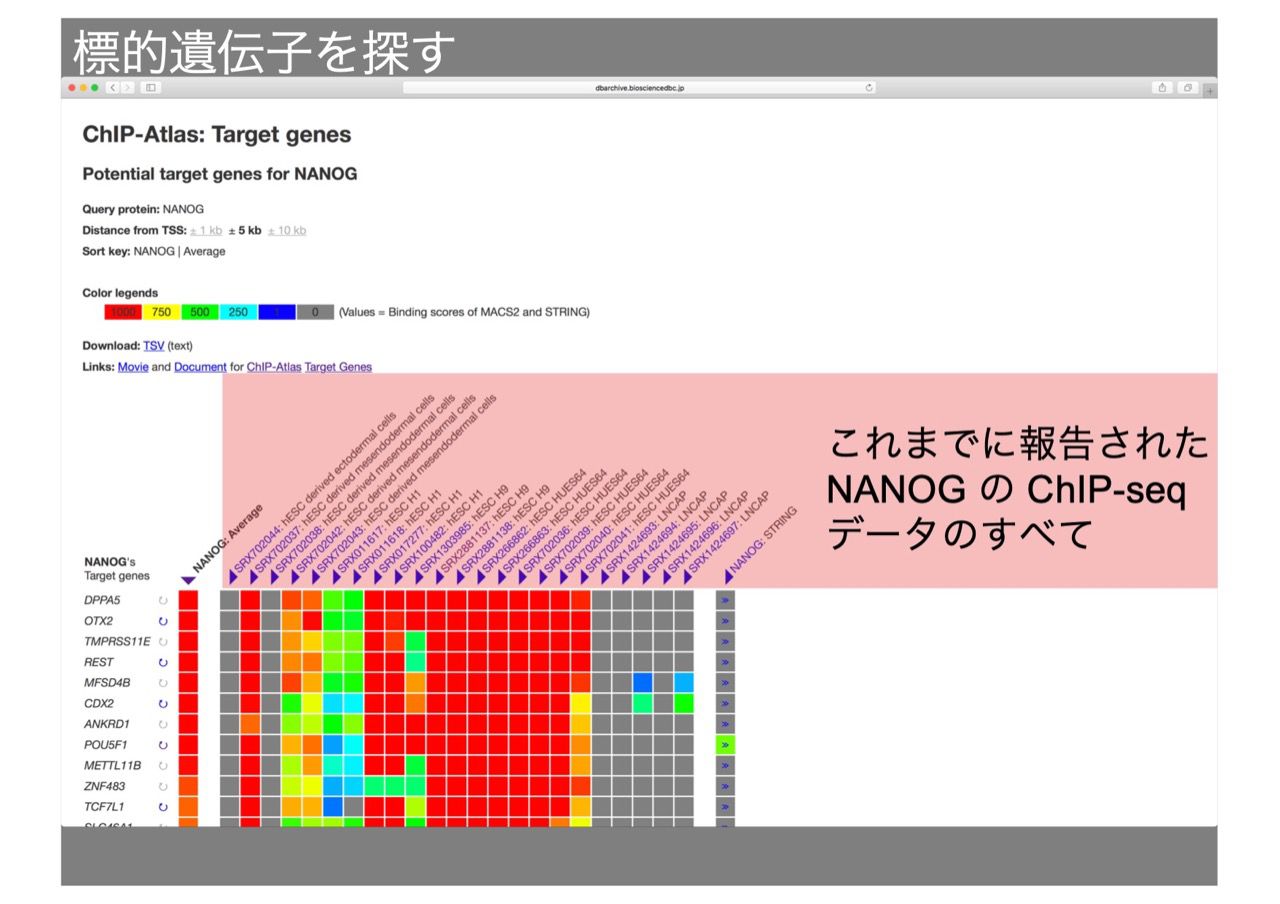 標的遺伝子を探す
dbarchive.biosciencedbc.jp
ChIP-Atlas: Target genes
Potential target genes for NANOG
Query protein: NANOG
Distance from TSS: ± 1 kb ± 5 kb ± 10 kb
Sort key: NANOG | Average
Color legends
1000 750 500 250 1 0 (Values = Binding scores of MACS2 and STRING)
Download: TSV (text)
Links: Movie and Document for ChIP-Atlas Target Genes
これまでに報告された
NANOG の ChIP-seq
データのすべて
NANOG: Average
SRX702444: hESC derived ectodermal cells
SRX702037: hESC derived mesendodermal cells
SRX702038: hESC derived mesendodermal cells
SRX702042: hESC derived mesendodermal cells
SRX702043: hESC derived mesendodermal cells
SRX011617: hESC H1
SRX011618: hESC H1
SRX017277: hESC H1
SRX100482: hESC H1
SRX1303985: hESC H9
SRX2881137: hESC H9
SRX2881138: hESC H9
SRX266862: hESC HUES64
SRX266863: hESC HUES64
SRX702036: hESC HUES64
SRX702039: hESC HUES64
SRX702040: hESC HUES64
SRX702041: hESC HUES64
SRX1424693: LNCAP
SRX1424694: LNCAP
SRX1424695: LNCAP
SRX1424696: LNCAP
SRX1424697: LNCAP
NANOG: STRING
NANOG's
Target genes
DPPA5
OTX2
TMPRSS11E
REST
MFSD4B
CDX2
ANKRD1
POU5F1
METTL11B
ZNF483
TCF7L1